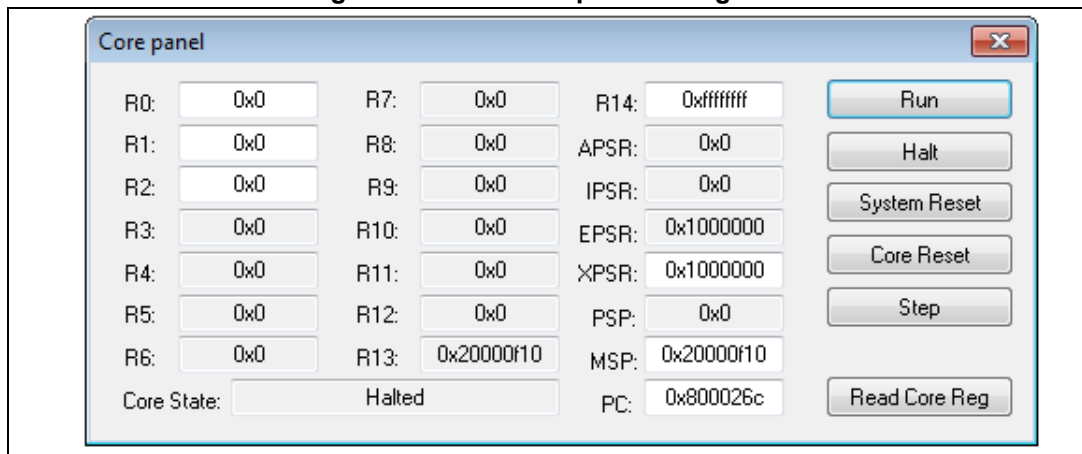 Core panel
R0: 0x0 R7: 0x0 R14: 0xffffffff Run
R1: 0x0 R8: 0x0 APSR: 0x0 Halt
R2: 0x0 R9: 0x0 IPSR: 0x0 System Reset
R3: 0x0 R10: 0x0 EPSR: 0x1000000 Core Reset
R4: 0x0 R11: 0x0 XPSR: 0x1000000
R5: 0x0 R12: 0x0 PSP: 0x0 Step
R6: 0x0 R13: 0x20000f10 MSP: 0x20000f10
Core State: Halted PC: 0x800026c Read Core Reg